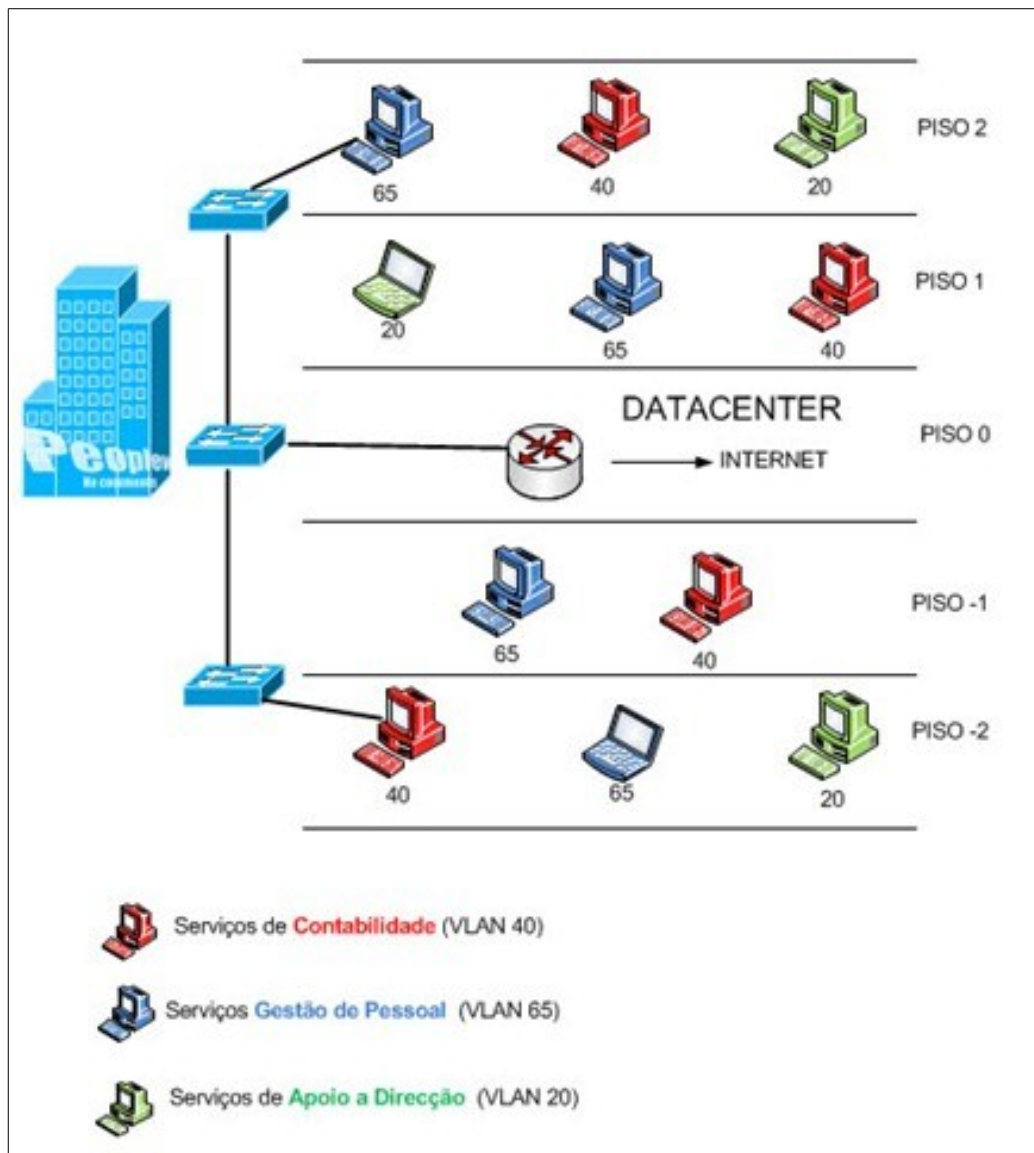 PISO 2
65
40
20
PISO 1
20
65
40
DATACENTER
PISO 0
INTERNET
No comments
PISO -1
65
40
PISO -2
40
65
20
Serviços de Contabilidade (VLAN 40)
Serviços Gestão de Pessoal (VLAN 65)
Serviços de Apoio a Direcção (VLAN 20)